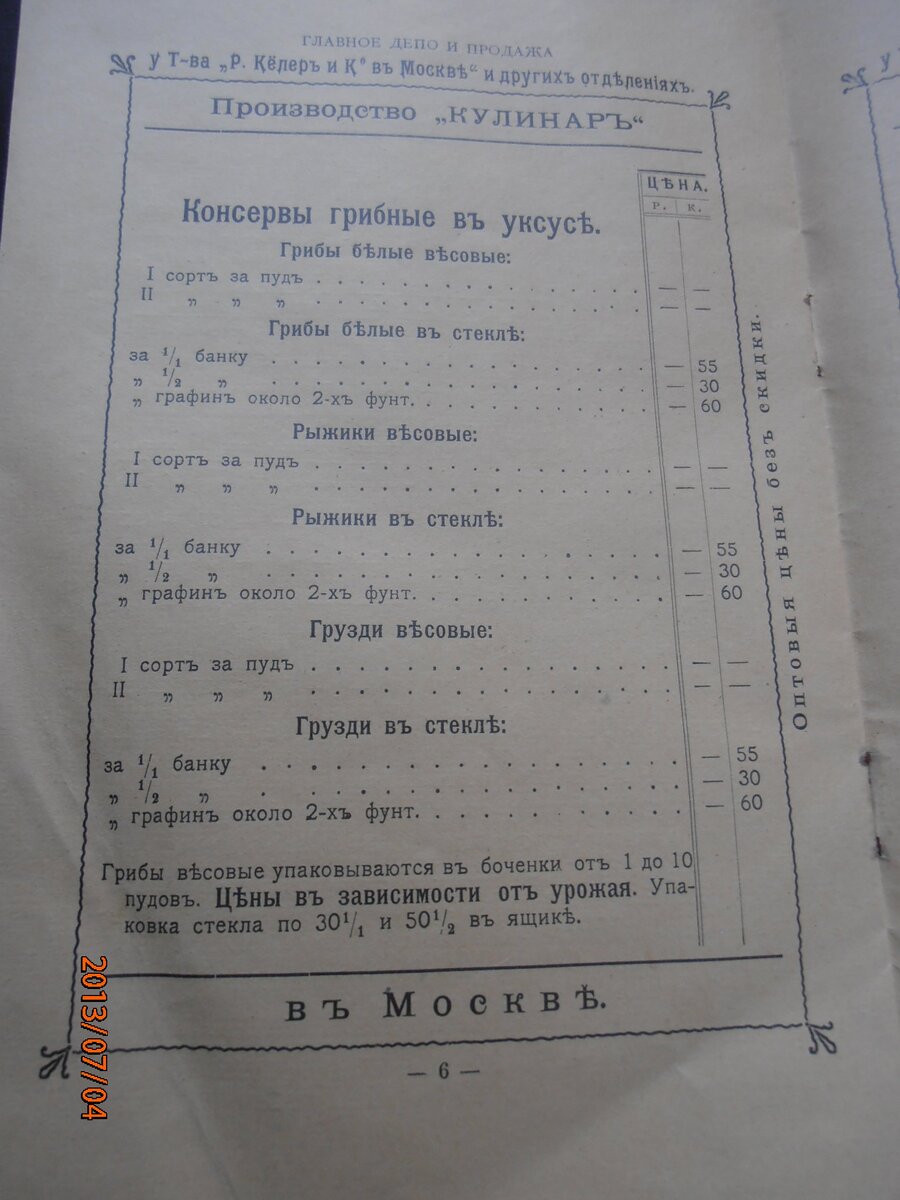 ГЛАВНОЕ ДЕПО И ПРОДАЖА
у Т-ва „Р. Кёлеръ и К° въ Москвѣ“ и другихъ отдѣленіяхъ.
Производство „КУЛИНАРЪ“
ЦѢНА.
Р. К.
Консервы грибные въ уксусѣ.
Грибы бѣлые вѣсовые:
I сортъ за пудъ . . . . . . . . . . . . . . . . — —
II „ „ „ . . . . . . . . . . . . . . . . — —
Грибы бѣлые въ стеклѣ:
за 1/1 банку . . . . . . . . . . . . . . . . — 55
„ 1/2 „ . . . . . . . . . . . . . . . . — 30
„ графинъ около 2-хъ фунт. . . . . . . . . . . — 60
Рыжики вѣсовые:
I сортъ за пудъ . . . . . . . . . . . . . . . . — —
II „ „ „ . . . . . . . . . . . . . . . . — —
Рыжики въ стеклѣ:
за 1/1 банку . . . . . . . . . . . . . . . . — 55
„ 1/2 „ . . . . . . . . . . . . . . . . — 30
„ графинъ около 2-хъ фунт. . . . . . . . . . . — 60
Грузди вѣсовые:
I сортъ за пудъ . . . . . . . . . . . . . . . . — —
II „ „ „ . . . . . . . . . . . . . . . . — —
Грузди въ стеклѣ:
за 1/1 банку . . . . . . . . . . . . . . . . — 55
„ 1/2 „ . . . . . . . . . . . . . . . . — 30
„ графинъ около 2-хъ фунт. . . . . . . . . . . — 60
Грибы вѣсовые упаковываются въ боченки отъ 1 до 10
пудовъ. Цѣны въ зависимости отъ урожая. Упа-
ковка стекла по 30 1/1 и 50 1/2 въ ящикѣ.
Оптовыя цѣны безъ скидки.
въ Москвѣ.
— 6 —
2013/07/04
у